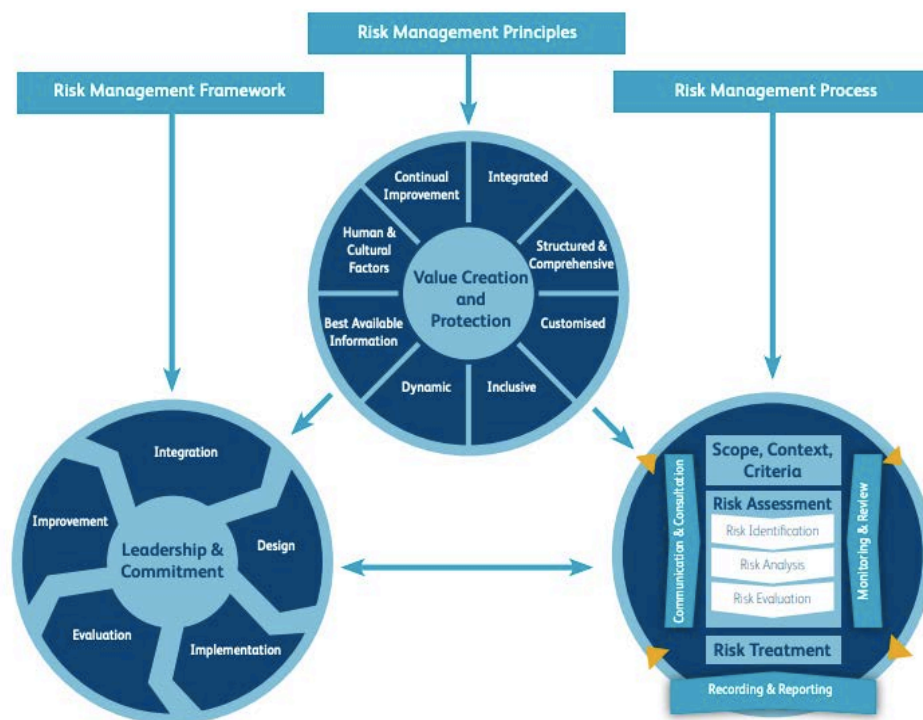 Risk Management Principles
Risk Management Framework
Risk Management Process
Continual
Improvement
Integrated
Human &
Cultural
Factors
Structured &
Comprehensive
Value Creation
and
Protection
Best Available
Information
Customised
Dynamic
Inclusive
Integration
Improvement
Design
Leadership &
Commitment
Evaluation
Implementation
Scope, Context,
Criteria
Risk Assessment
Risk Identification
Risk Analysis
Risk Evaluation
Communication & Consultation
Monitoring & Review
Risk Treatment
Recording & Reporting